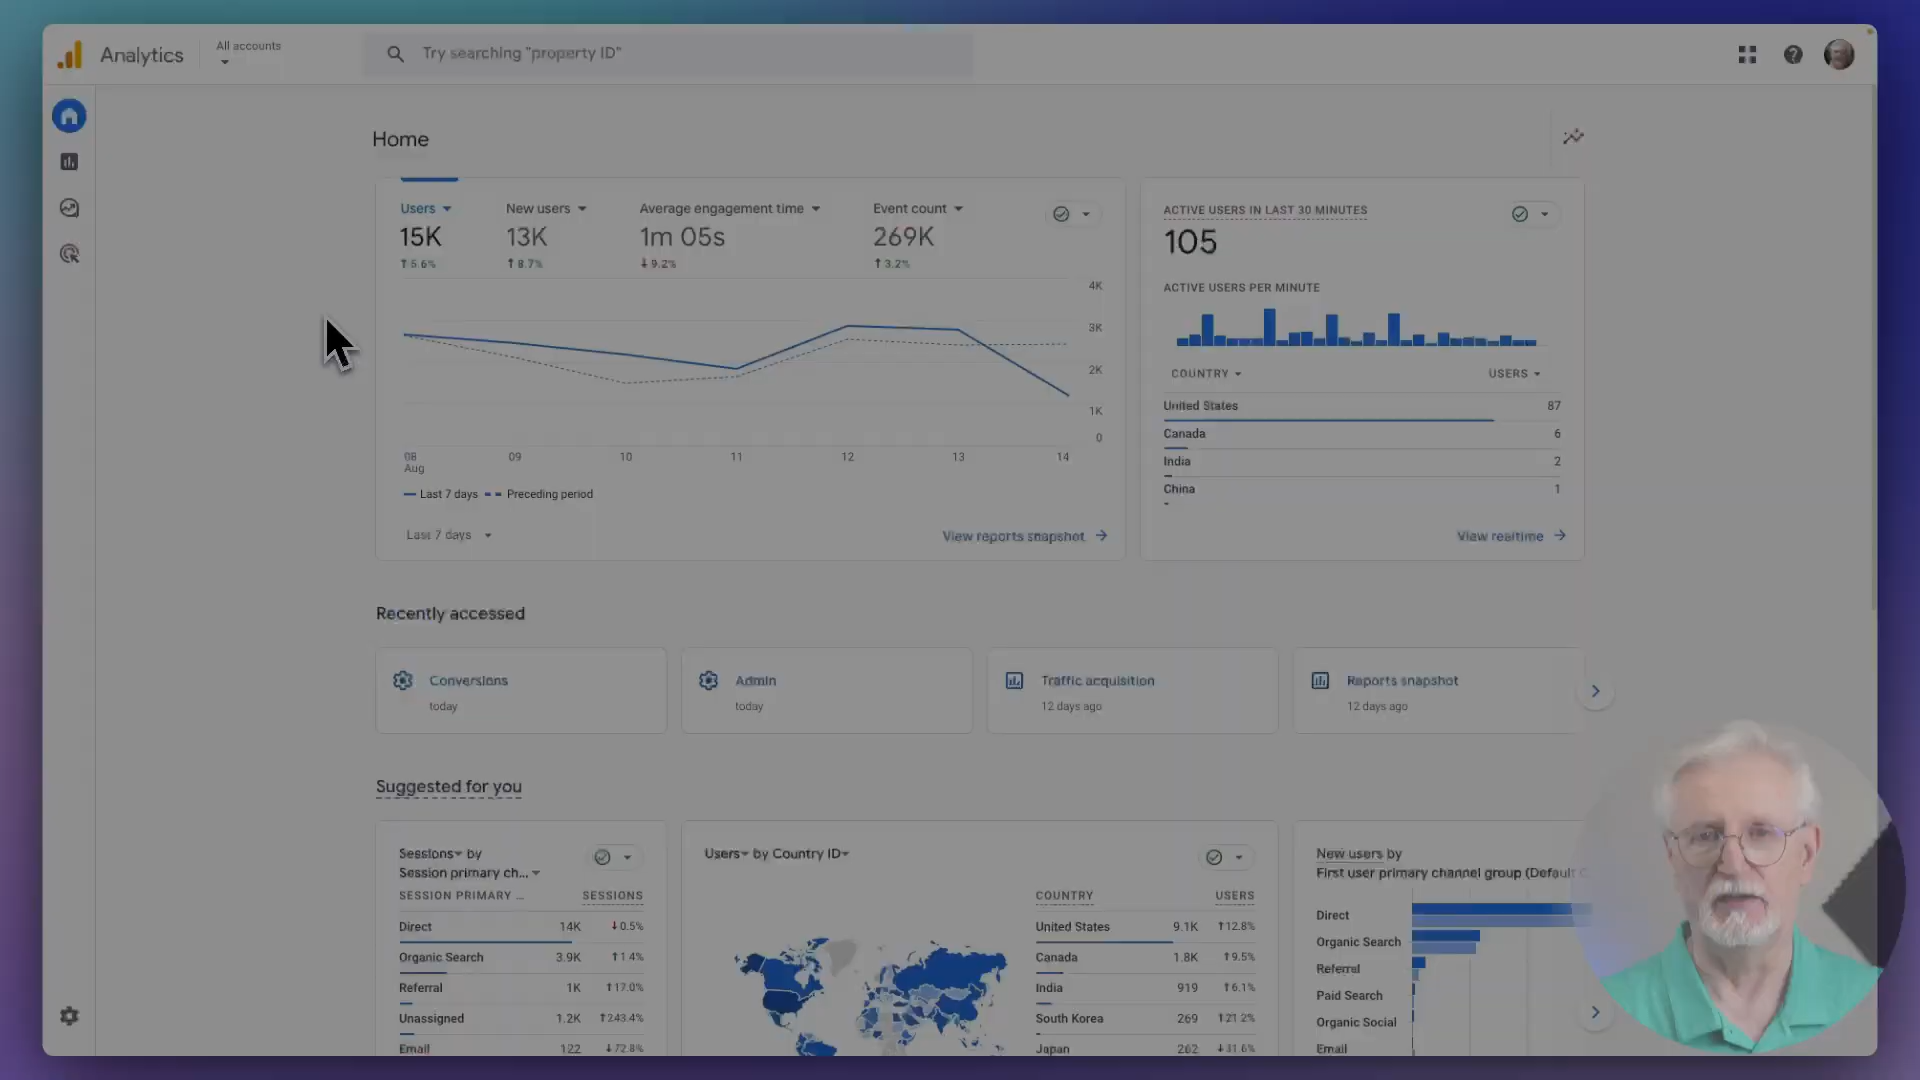 Analytics
All accounts
Try searching "property ID"
Home
Users
New users
Average engagement time
Event count
15K
13K
1m 05s
269K
↑5.6%
↑8.7%
↓9.2%
↑3.2%
4K
3K
2K
1K
0
08
Aug
09
10
11
12
13
14
Last 7 days
Preceding period
Last 7 days
View reports snapshot
ACTIVE USERS IN LAST 30 MINUTES
105
ACTIVE USERS PER MINUTE
COUNTRY
USERS
United States
87
Canada
6
India
2
China
1
View realtime
Recently accessed
Conversions
today
Admin
today
Traffic acquisition
12 days ago
Reports snapshot
12 days ago
Suggested for you
Sessions by
Session primary ch...
SESSION PRIMARY ...
SESSIONS
Direct
14K
↓0.5%
Organic Search
3.9K
↑1.4%
Referral
1K
↑17.0%
Unassigned
1.2K
↑243.4%
Email
122
↓72.8%
Users by Country ID
COUNTRY
USERS
United States
9.1K
↑12.8%
Canada
1.8K
↑9.5%
India
919
↑6.1%
South Korea
269
↑21.2%
Japan
262
↓31.6%
New users by
First user primary channel group (Default
Direct
Organic Search
Referral
Paid Search
Organic Social
Email